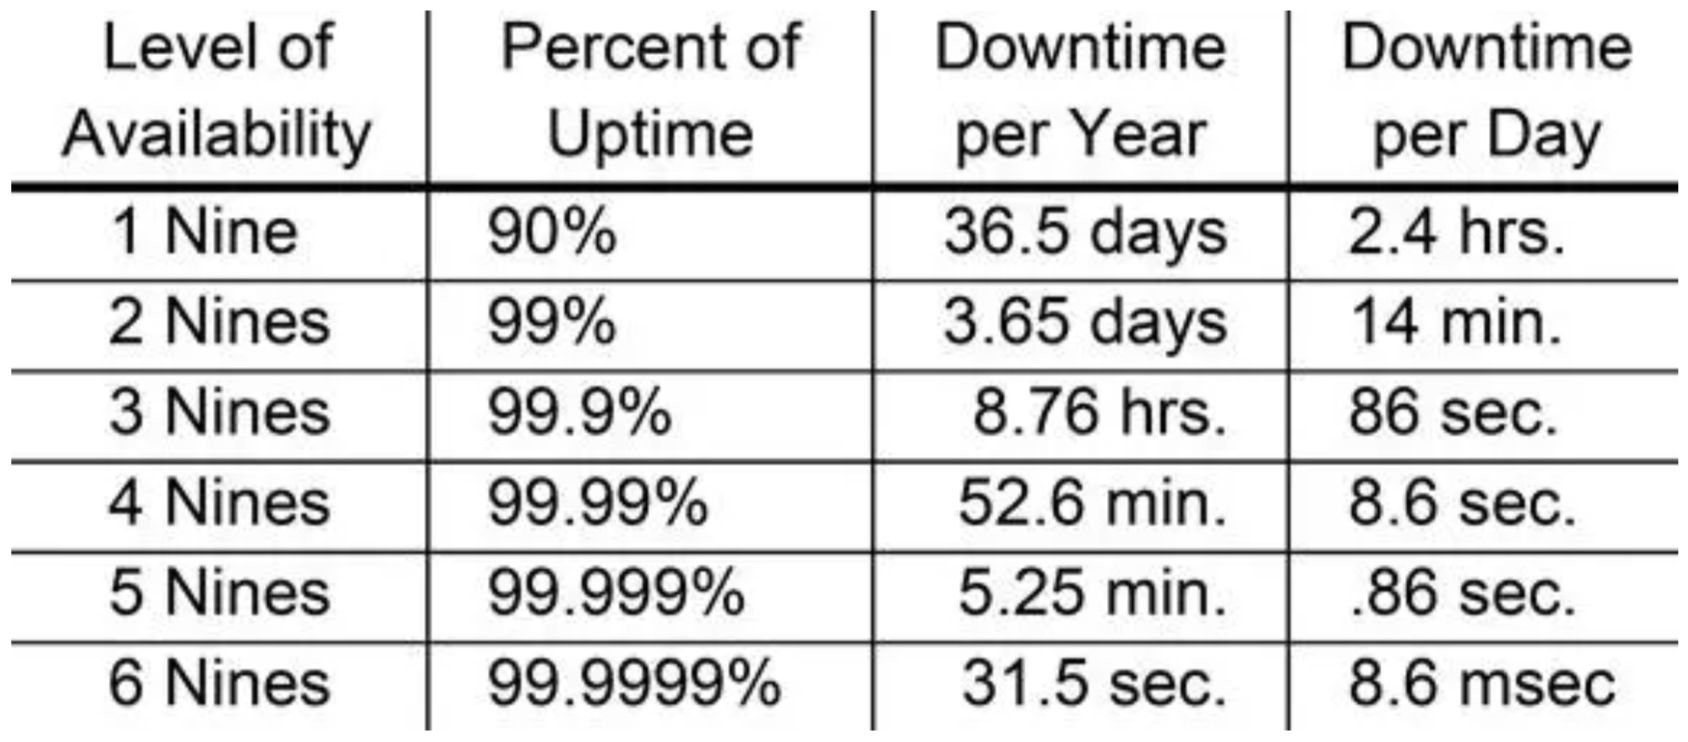 Level of Availability | Percent of Uptime | Downtime per Year | Downtime per Day
1 Nine | 90% | 36.5 days | 2.4 hrs.
2 Nines | 99% | 3.65 days | 14 min.
3 Nines | 99.9% | 8.76 hrs. | 86 sec.
4 Nines | 99.99% | 52.6 min. | 8.6 sec.
5 Nines | 99.999% | 5.25 min. | .86 sec.
6 Nines | 99.9999% | 31.5 sec. | 8.6 msec